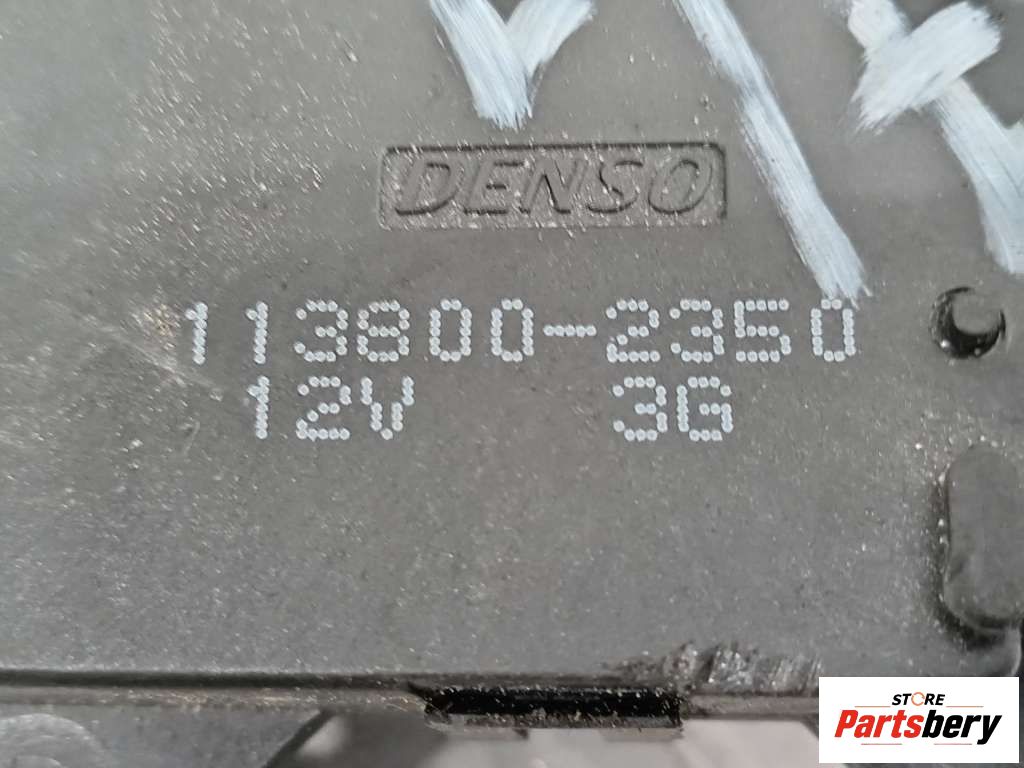 DENSO
113800-2350
12V 3G
STORE
Partsbery